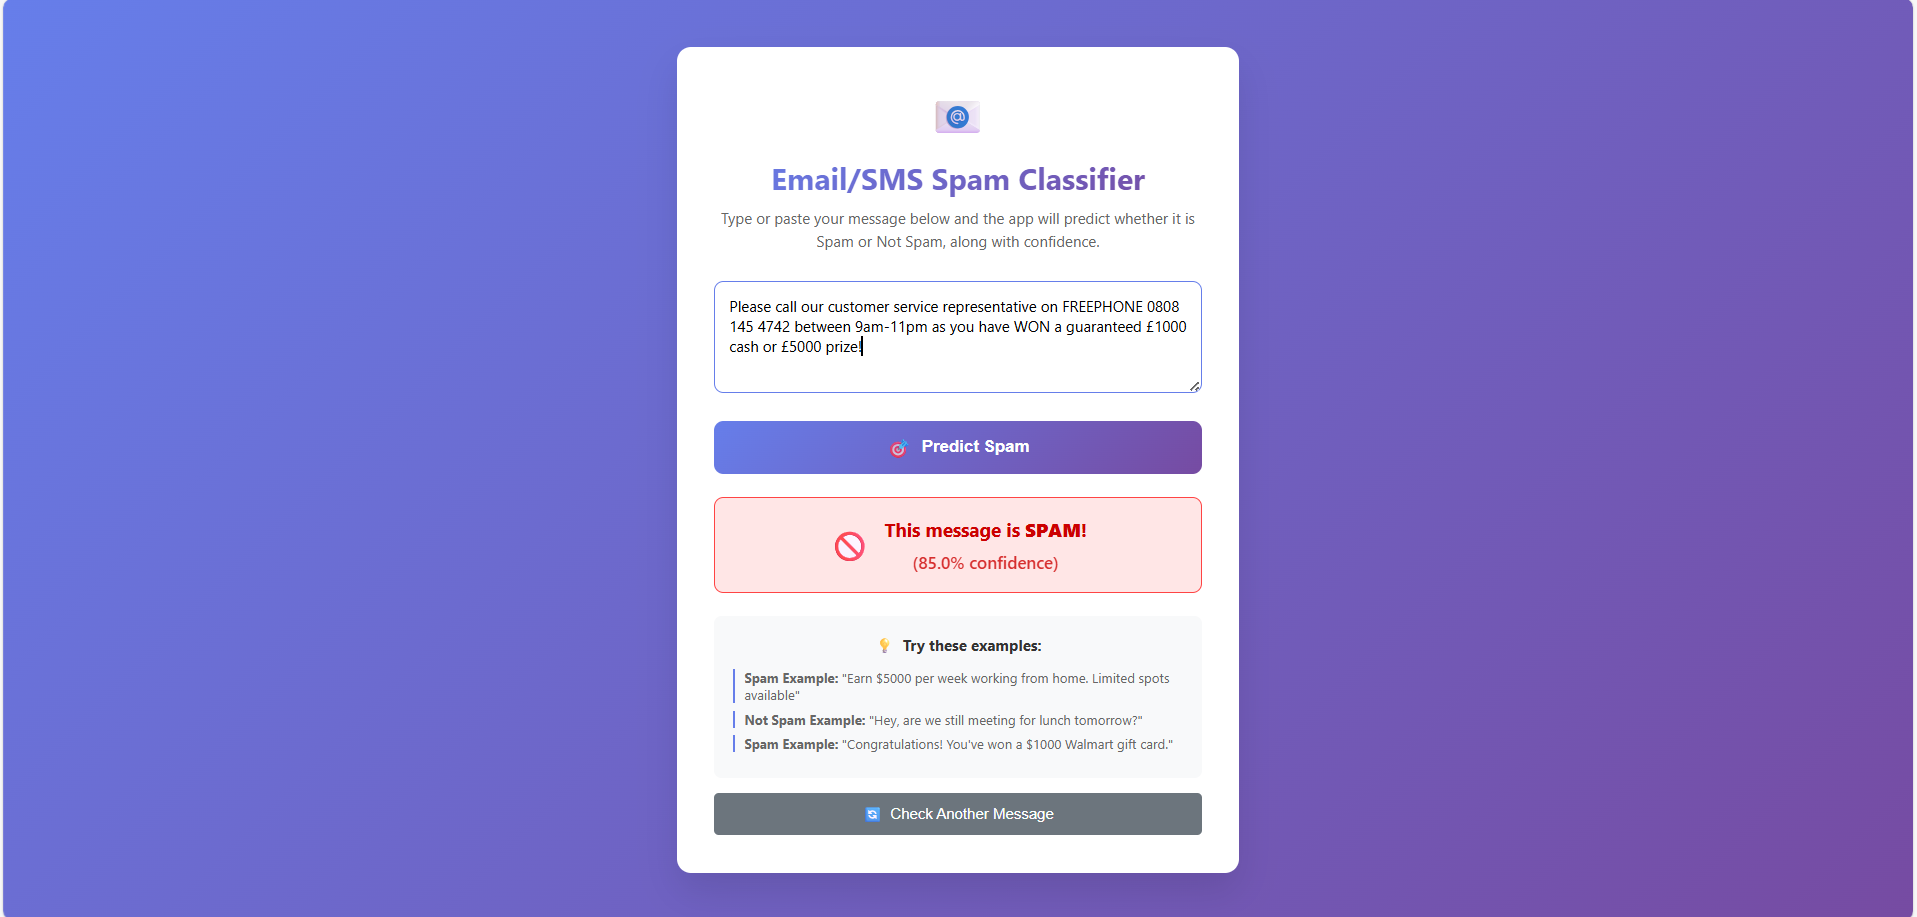 @
Email/SMS Spam Classifier
Type or paste your message below and the app will predict whether it is
Spam or Not Spam, along with confidence.
Please call our customer service representative on FREEPHONE 0808
145 4742 between 9am-11pm as you have WON a guaranteed £1000
cash or £5000 prize!
Predict Spam
This message is SPAM!
(85.0% confidence)
Try these examples:
Spam Example: "Earn $5000 per week working from home. Limited spots
available"
Not Spam Example: "Hey, are we still meeting for lunch tomorrow?"
Spam Example: "Congratulations! You've won a $1000 Walmart gift card."
Check Another Message